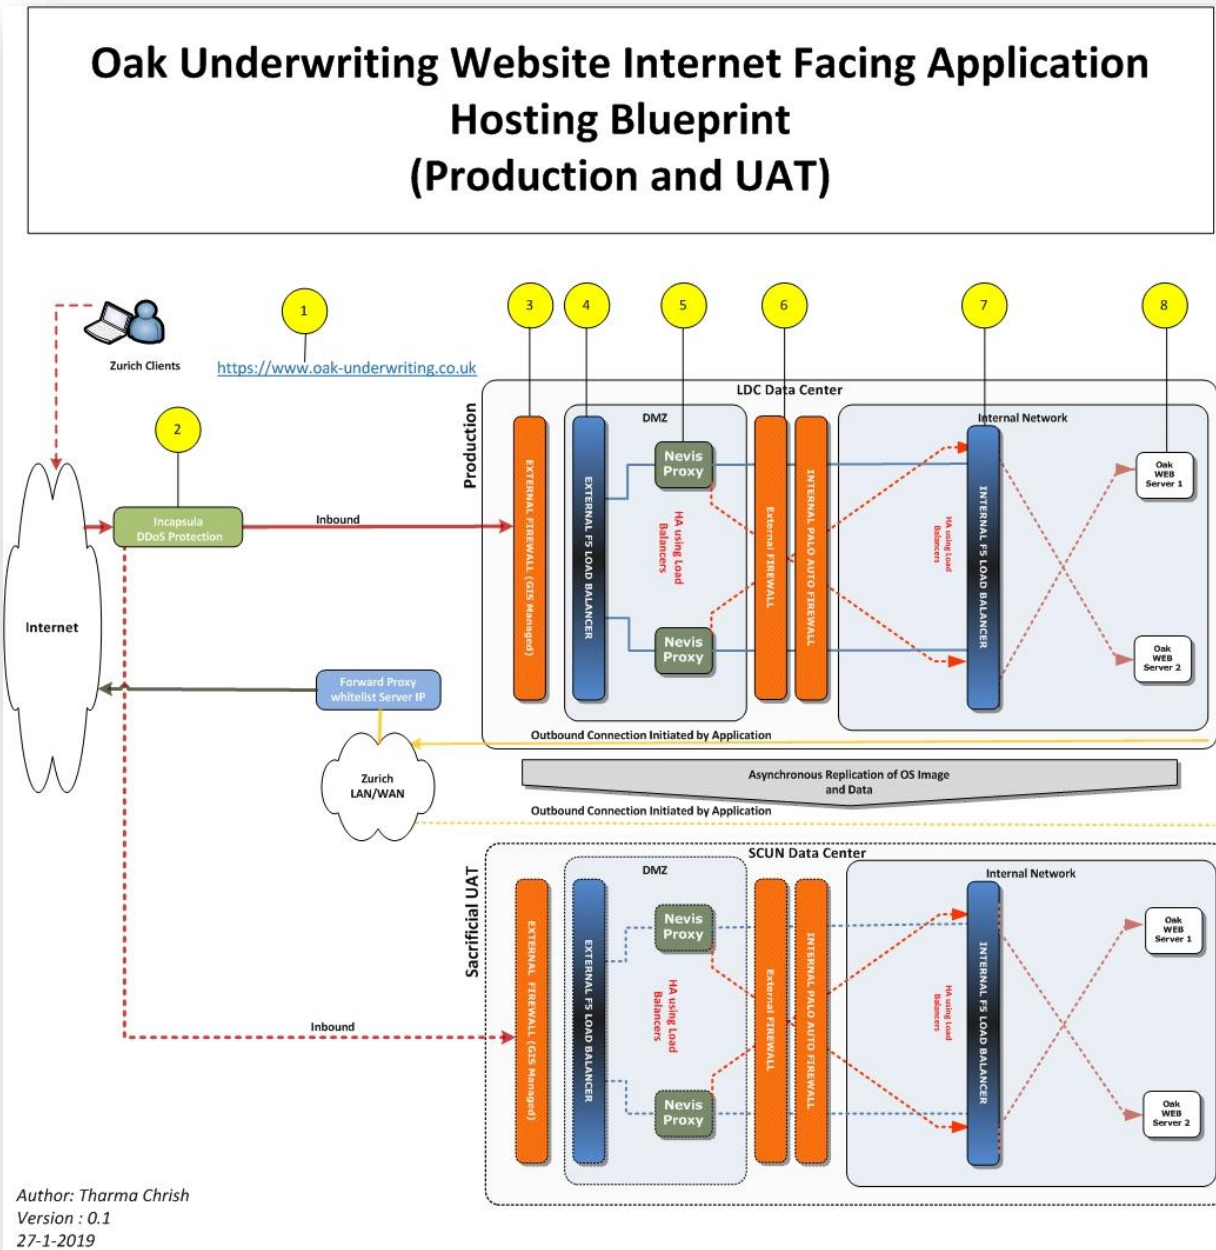 Oak Underwriting Website Internet Facing Application
Hosting Blueprint
(Production and UAT)
1
2
3
4
5
6
7
8
Zurich Clients
https://www.oak-underwriting.co.uk
Internet
Incapsula
DDoS Protection
Inbound
Forward Proxy
whitelist Server IP
Zurich
LAN/WAN
Production
LDC Data Center
EXTERNAL FIREWALL (GIS Managed)
DMZ
EXTERNAL F5 LOAD BALANCER
Nevis
Proxy
HA using Load
Balancers
Nevis
Proxy
External FIREWALL
INTERNAL PALO AUTO FIREWALL
Internal Network
HA using Load
Balancers
INTERNAL F5 LOAD BALANCER
Oak
WEB
Server 1
Oak
WEB
Server 2
Outbound Connection Initiated by Application
Asynchronous Replication of OS Image
and Data
Outbound Connection Initiated by Application
Sacrificial UAT
SCUN Data Center
Inbound
EXTERNAL FIREWALL (GIS Managed)
DMZ
EXTERNAL F5 LOAD BALANCER
Nevis
Proxy
HA using Load
Balancers
Nevis
Proxy
External FIREWALL
INTERNAL PALO AUTO FIREWALL
Internal Network
HA using Load
Balancers
INTERNAL F5 LOAD BALANCER
Oak
WEB
Server 1
Oak
WEB
Server 2
Author: Tharma Chrish
Version : 0.1
27-1-2019